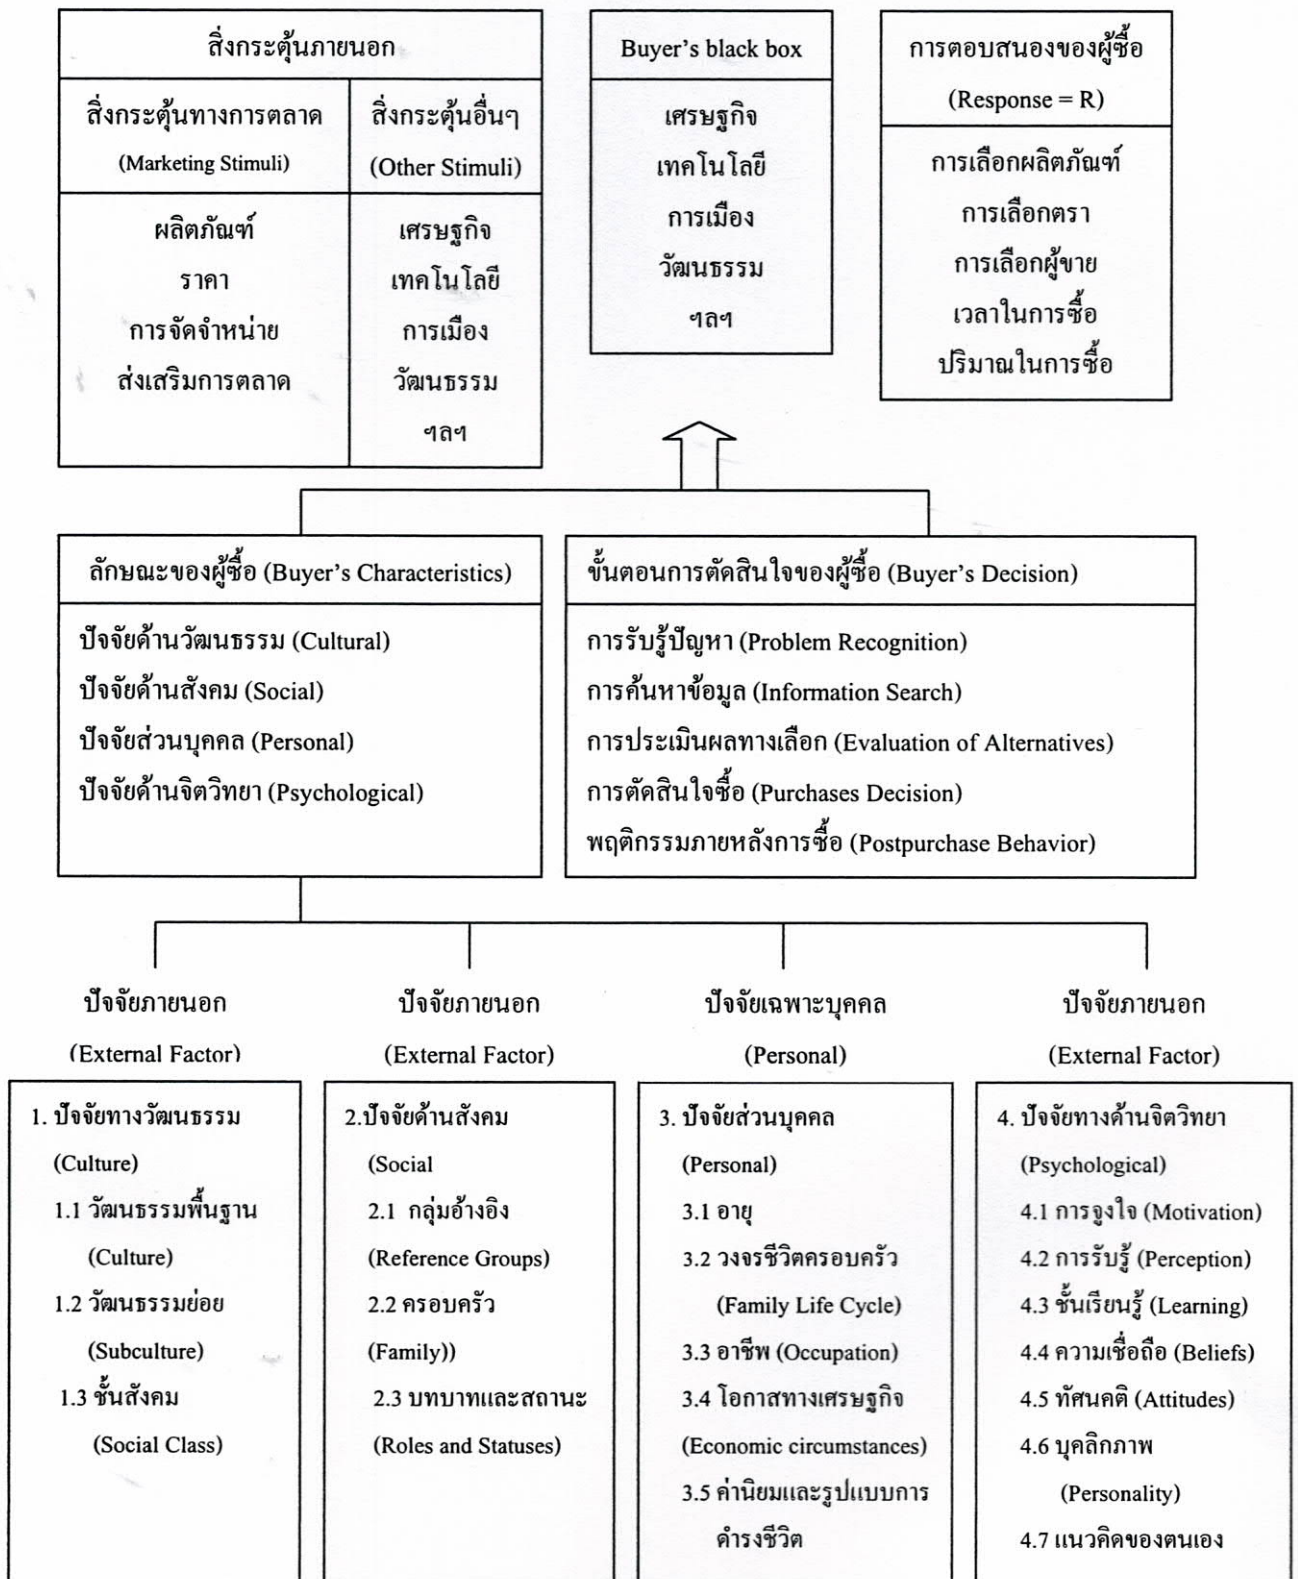 สิ่งกระตุ้นภายนอก
สิ่งกระตุ้นทางการตลาด
(Marketing Stimuli)
สิ่งกระตุ้นอื่นๆ
(Other Stimuli)
ผลิตภัณฑ์
ราคา
การจัดจำหน่าย
ส่งเสริมการตลาด
เศรษฐกิจ
เทคโนโลยี
การเมือง
วัฒนธรรม
ฯลฯ
Buyer's black box
เศรษฐกิจ
เทคโนโลยี
การเมือง
วัฒนธรรม
ฯลฯ
การตอบสนองของผู้ซื้อ
(Response = R)
การเลือกผลิตภัณฑ์
การเลือกตรา
การเลือกผู้ขาย
เวลาในการซื้อ
ปริมาณในการซื้อ
ลักษณะของผู้ซื้อ (Buyer's Characteristics)
ปัจจัยด้านวัฒนธรรม (Cultural)
ปัจจัยด้านสังคม (Social)
ปัจจัยส่วนบุคคล (Personal)
ปัจจัยด้านจิตวิทยา (Psychological)
ขั้นตอนการตัดสินใจของผู้ซื้อ (Buyer's Decision)
การรับรู้ปัญหา (Problem Recognition)
การค้นหาข้อมูล (Information Search)
การประเมินผลทางเลือก (Evaluation of Alternatives)
การตัดสินใจซื้อ (Purchases Decision)
พฤติกรรมภายหลังการซื้อ (Postpurchase Behavior)
ปัจจัยภายนอก
(External Factor)
1. ปัจจัยทางวัฒนธรรม
(Culture)
1.1 วัฒนธรรมพื้นฐาน
(Culture)
1.2 วัฒนธรรมย่อย
(Subculture)
1.3 ชั้นสังคม
(Social Class)
ปัจจัยภายนอก
(External Factor)
2.ปัจจัยด้านสังคม
(Social
2.1 กลุ่มอ้างอิง
(Reference Groups)
2.2 ครอบครัว
(Family))
2.3 บทบาทและสถานะ
(Roles and Statuses)
ปัจจัยเฉพาะบุคคล
(Personal)
3. ปัจจัยส่วนบุคคล
(Personal)
3.1 อายุ
3.2 วงจรชีวิตครอบครัว
(Family Life Cycle)
3.3 อาชีพ (Occupation)
3.4 โอกาสทางเศรษฐกิจ
(Economic circumstances)
3.5 ค่านิยมและรูปแบบการ
ดำรงชีวิต
ปัจจัยภายนอก
(External Factor)
4. ปัจจัยทางด้านจิตวิทยา
(Psychological)
4.1 การจูงใจ (Motivation)
4.2 การรับรู้ (Perception)
4.3 ชั้นเรียนรู้ (Learning)
4.4 ความเชื่อถือ (Beliefs)
4.5 ทัศนคติ (Attitudes)
4.6 บุคลิกภาพ
(Personality)
4.7 แนวคิดของตนเอง